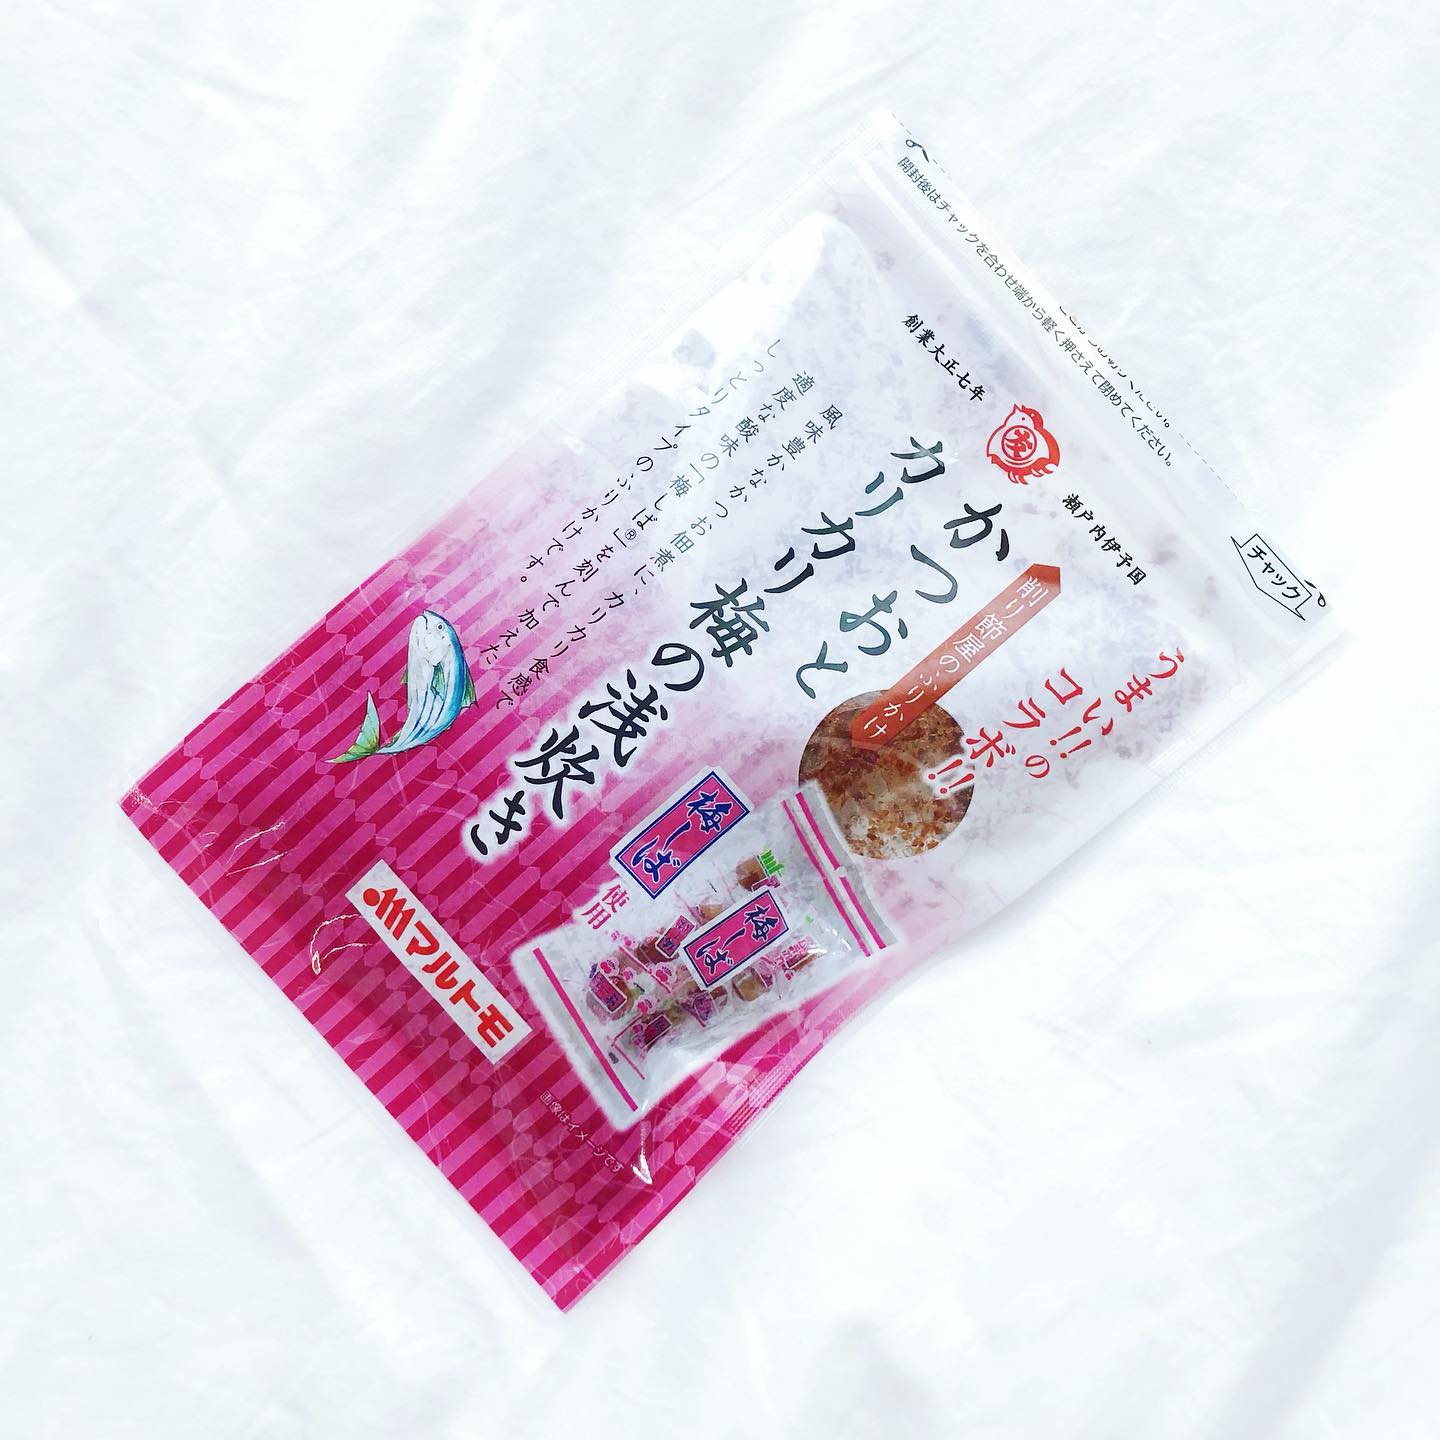 開封後はチャックを合わせ端から軽く押さえて閉めてください。
チャック
創業大正七年
友
瀬戸内伊予国
うまい!!の
コラボ!!
削り節屋のふりかけ
かつおと
カリカリ梅の浅炊き
風味豊かなかつお佃煮に、カリカリ食感で
適度な酸味の「梅しば®」を刻んで加えた
しっとりタイプのふりかけです。
梅しば
使用
梅しば
マルトモ
画像はイメージです